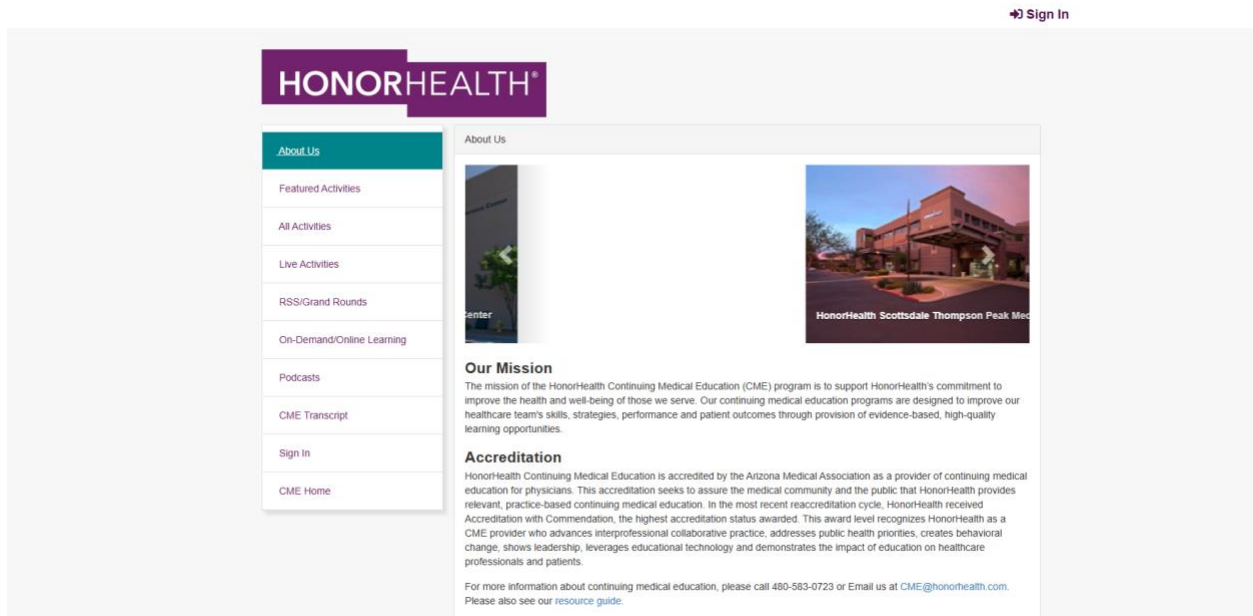 Sign In
HONORHEALTH®
About Us
Featured Activities
All Activities
Live Activities
RSS/Grand Rounds
On-Demand/Online Learning
Podcasts
CME Transcript
Sign In
CME Home
About Us
Center
HonorHealth Scottsdale Thompson Peak Med
Our Mission
The mission of the HonorHealth Continuing Medical Education (CME) program is to support HonorHealth's commitment to
improve the health and well-being of those we serve. Our continuing medical education programs are designed to improve our
healthcare team's skills, strategies, performance and patient outcomes through provision of evidence-based, high-quality
learning opportunities.
Accreditation
HonorHealth Continuing Medical Education is accredited by the Arizona Medical Association as a provider of continuing medical
education for physicians. This accreditation seeks to assure the medical community and the public that HonorHealth provides
relevant, practice-based continuing medical education. In the most recent reaccreditation cycle, HonorHealth received
Accreditation with Commendation, the highest accreditation status awarded. This award level recognizes HonorHealth as a
CME provider who advances interprofessional collaborative practice, addresses public health priorities, creates behavioral
change, shows leadership, leverages educational technology and demonstrates the impact of education on healthcare
professionals and patients.
For more information about continuing medical education, please call 480-583-0723 or Email us at CME@honorhealth.com.
Please also see our resource guide.